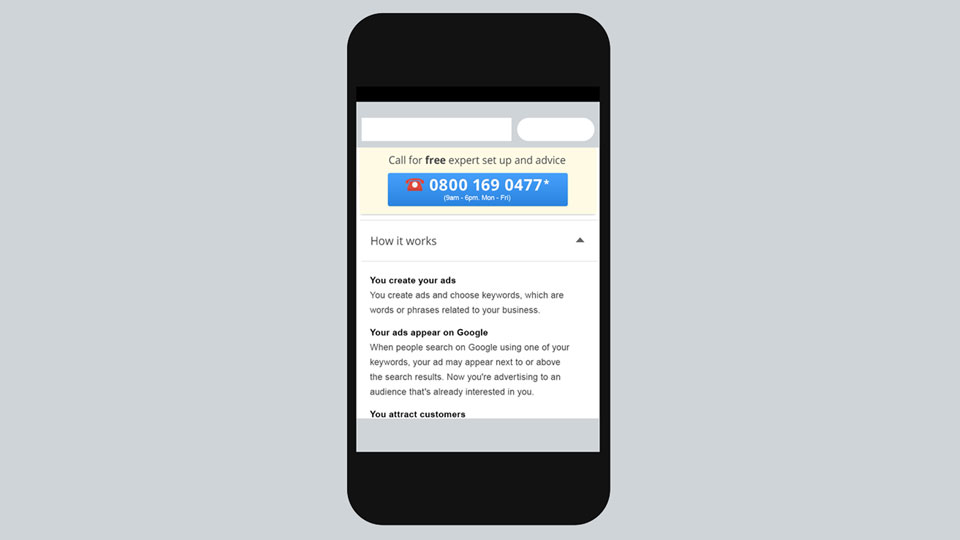 Call for free expert set up and advice
0800 169 0477*
(9am - 6pm. Mon - Fri)
How it works
You create your ads
You create ads and choose keywords, which are
words or phrases related to your business.
Your ads appear on Google
When people search on Google using one of your
keywords, your ad may appear next to or above
the search results. Now you're advertising to an
audience that's already interested in you.
You attract customers